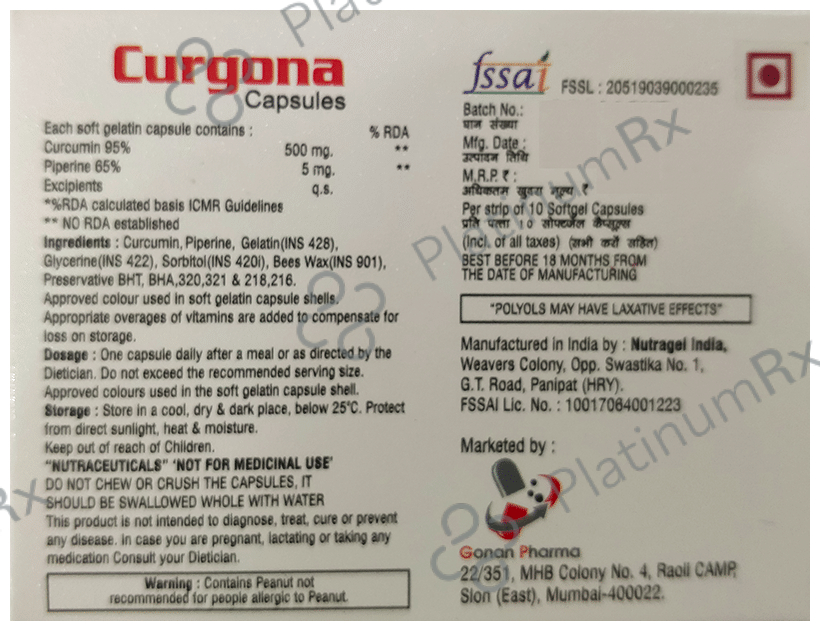 Curgona
Capsules
Each soft gelatin capsule contains :
% RDA
Curcumin 95% 500 mg. **
Piperine 65% 5 mg. **
Excipients q.s.
*%RDA calculated basis ICMR Guidelines
** NO RDA established
Ingredients : Curcumin, Piperine, Gelatin(INS 428),
Glycerine(INS 422), Sorbitol(INS 420i), Bees Wax(INS 901),
Preservative BHT, BHA,320,321 & 218,216.
Approved colour used in soft gelatin capsule shells.
Appropriate overages of vitamins are added to compensate for
loss on storage.
Dosage : One capsule daily after a meal or as directed by the
Dietician. Do not exceed the recommended serving size.
Approved colours used in the soft gelatin capsule shell.
Storage : Store in a cool, dry & dark place, below 25°C. Protect
from direct sunlight, heat & moisture.
Keep out of reach of Children.
"NUTRACEUTICALS" 'NOT FOR MEDICINAL USE'
DO NOT CHEW OR CRUSH THE CAPSULES, IT
SHOULD BE SWALLOWED WHOLE WITH WATER
This product is not intended to diagnose, treat, cure or prevent
any disease. In case you are pregnant, lactating or taking any
medication Consult your Dietician.
Warning : Contains Peanut not
recommended for people allergic to Peanut.
fssai FSSL : 20519039000235
Batch No.:
घान संख्या
Mfg. Date :
उत्पादन तिथि
M.R.P. ₹ :
अधिकतम खुदरा मूल्य ₹
Per strip of 10 Softgel Capsules
प्रति पत्ता 10 सोफ्टजेल कैप्सूल्स
(Incl. of all taxes) (सभी करों सहित)
BEST BEFORE 18 MONTHS FROM
THE DATE OF MANUFACTURING
"POLYOLS MAY HAVE LAXATIVE EFFECTS"
Manufactured in India by : Nutragel India,
Weavers Colony, Opp. Swastika No. 1,
G.T. Road, Panipat (HRY).
FSSAI Lic. No. : 10017064001223
Marketed by :
Gonan Pharma
22/351, MHB Colony No. 4, Raoli CAMP,
Sion (East), Mumbai-400022.
PlatinumRx
PlatinumRx
PlatinumRx
Rx